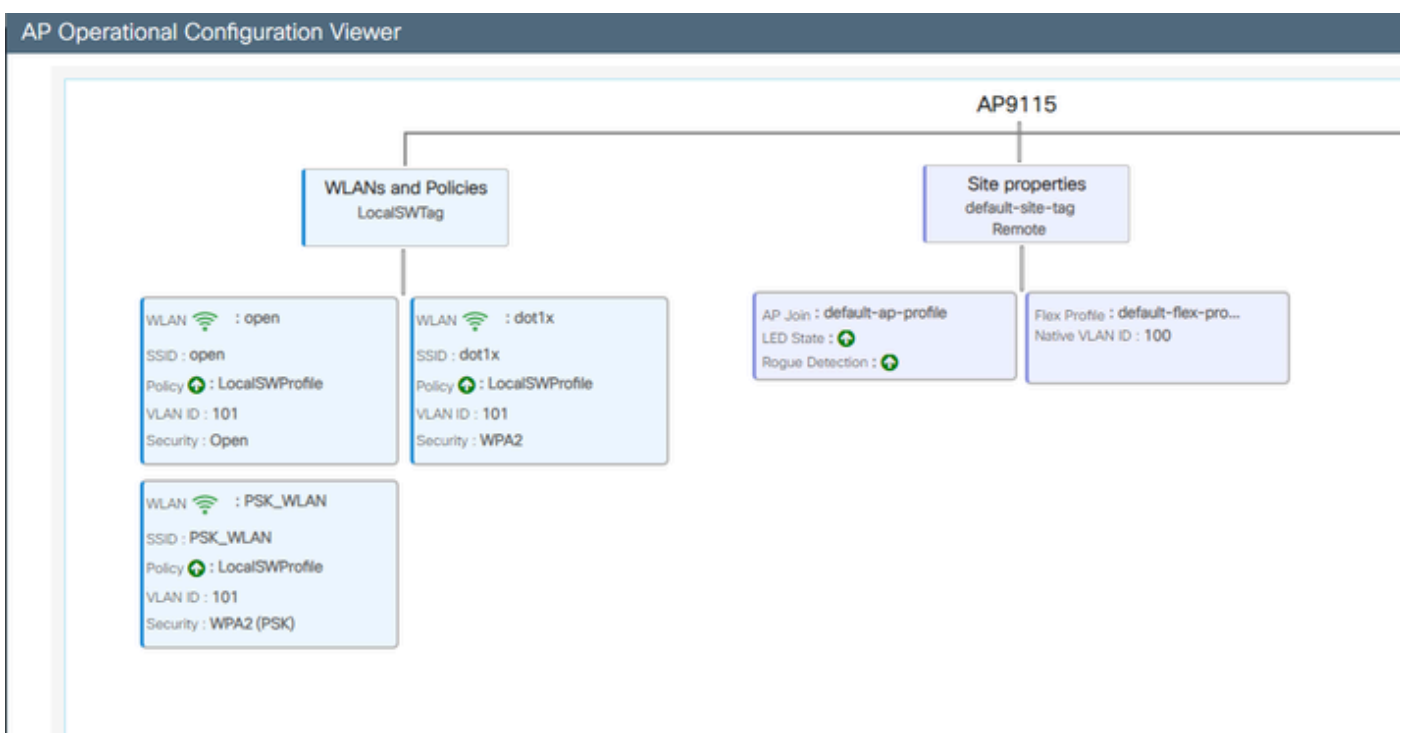 AP Operational Configuration Viewer
AP9115
WLANs and Policies
LocalSWTag
Site properties
default-site-tag
Remote
WLAN : open
SSID : open
Policy : LocalSWProfile
VLAN ID : 101
Security : Open
WLAN : dot1x
SSID : dot1x
Policy : LocalSWProfile
VLAN ID : 101
Security : WPA2
AP Join : default-ap-profile
LED State :
Rogue Detection :
Flex Profile : default-flex-pro...
Native VLAN ID : 100
WLAN : PSK_WLAN
SSID : PSK_WLAN
Policy : LocalSWProfile
VLAN ID : 101
Security : WPA2 (PSK)